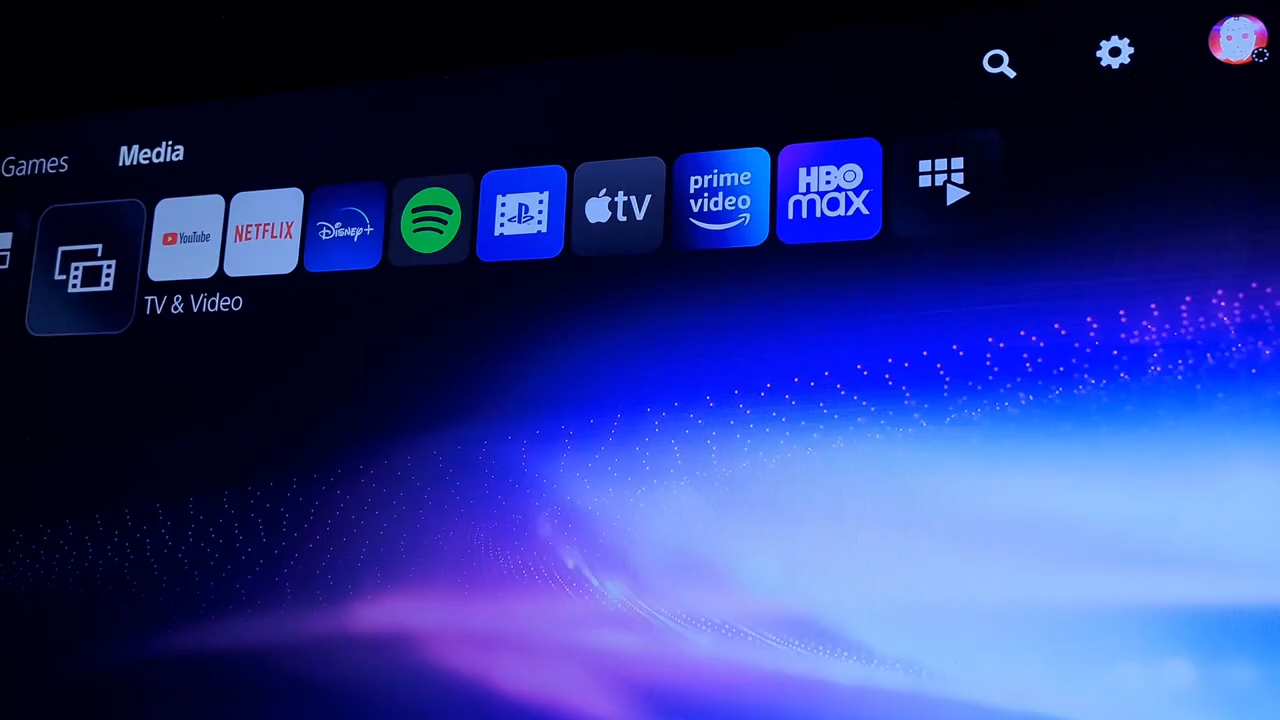 Games
Media
YouTube
NETFLIX
Disney+
tv
prime
video
HBO
max
TV & Video